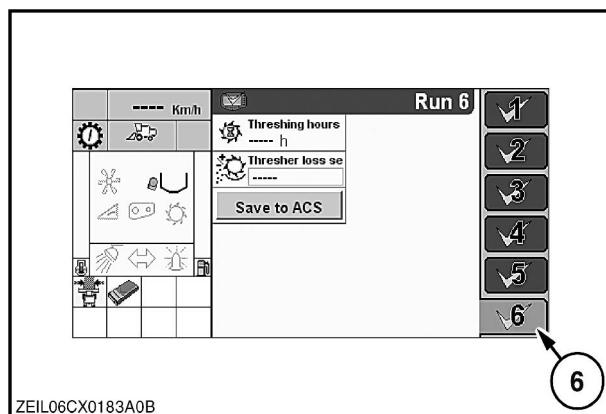 ---- Km/h
Run 6
Threshing hours
----- h
Thresher loss se
-----
Save to ACS
1
2
3
4
5
6
6
ZEIL06CX0183A0B